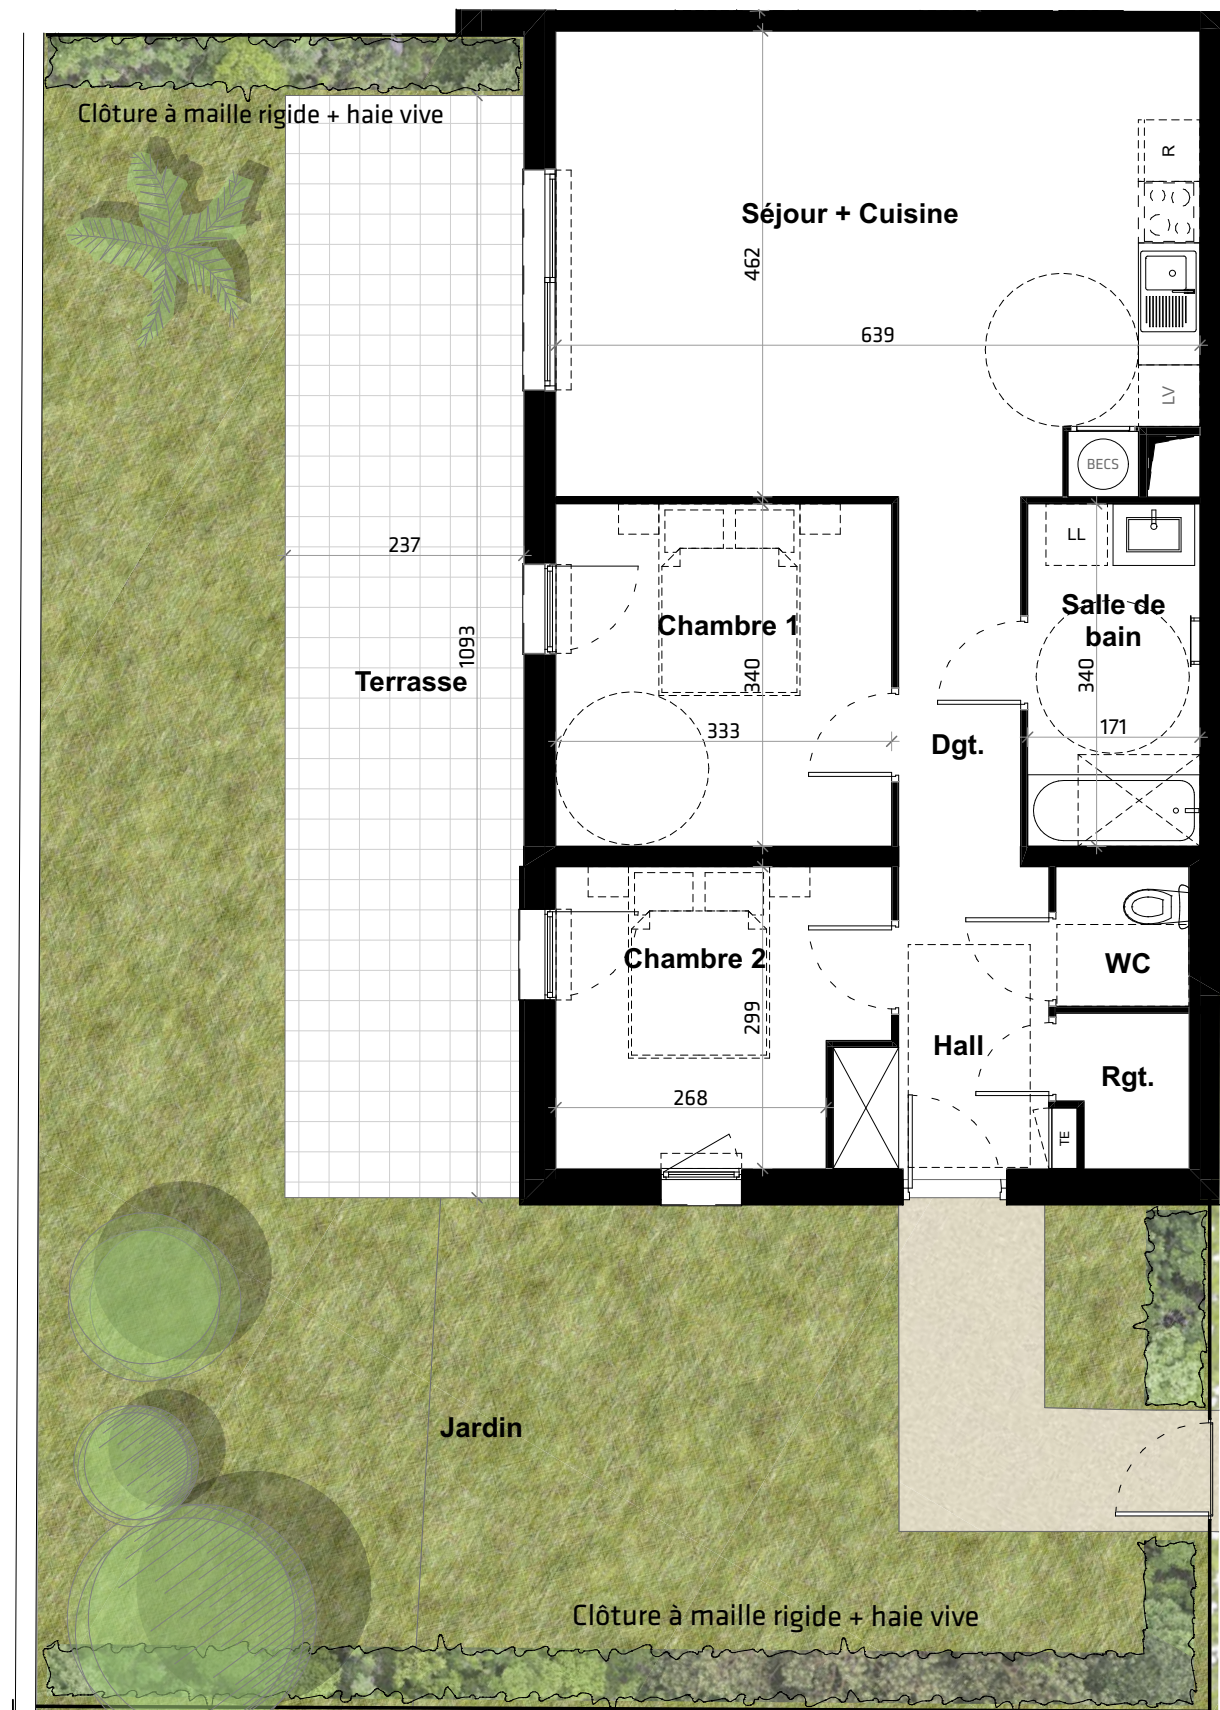 Clôture à maille rigide + haie vive
R
Séjour + Cuisine
462
639
LV
BECS
237
LL
Chambre 1
Salle de
bain
1093
Terrasse
340
340
333
171
Dgt.
Chambre 2
WC
299
Hall
Rgt.
268
TE
Jardin
Clôture à maille rigide + haie vive